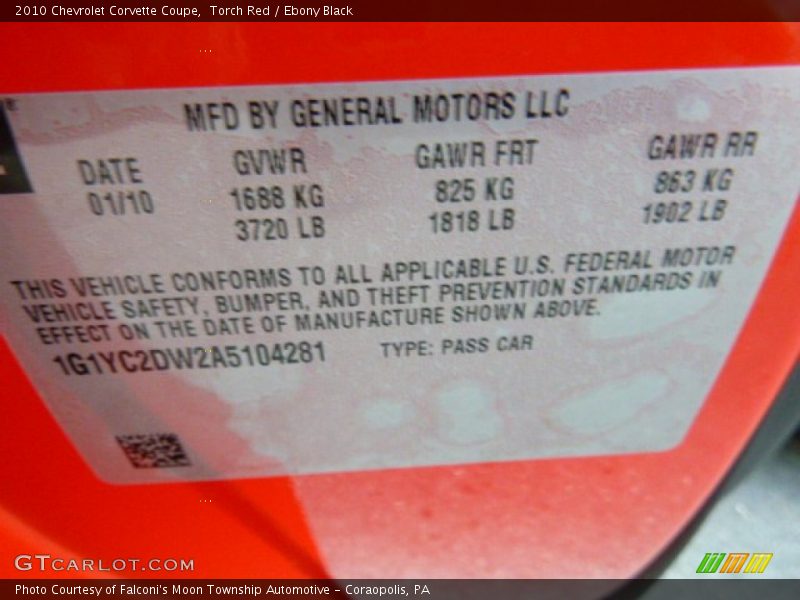 2010 Chevrolet Corvette Coupe,  Torch Red / Ebony Black
MFD BY GENERAL MOTORS LLC
DATE GVWR GAWR FRT GAWR RR
01/10 1688 KG 825 KG 863 KG
3720 LB 1818 LB 1902 LB
THIS VEHICLE CONFORMS TO ALL APPLICABLE U.S. FEDERAL MOTOR
VEHICLE SAFETY, BUMPER, AND THEFT PREVENTION STANDARDS IN
EFFECT ON THE DATE OF MANUFACTURE SHOWN ABOVE.
1G1YC2DW2A5104281 TYPE: PASS CAR
GTCARLOT.COM
Photo Courtesy of Falconi's Moon Township Automotive - Coraopolis, PA